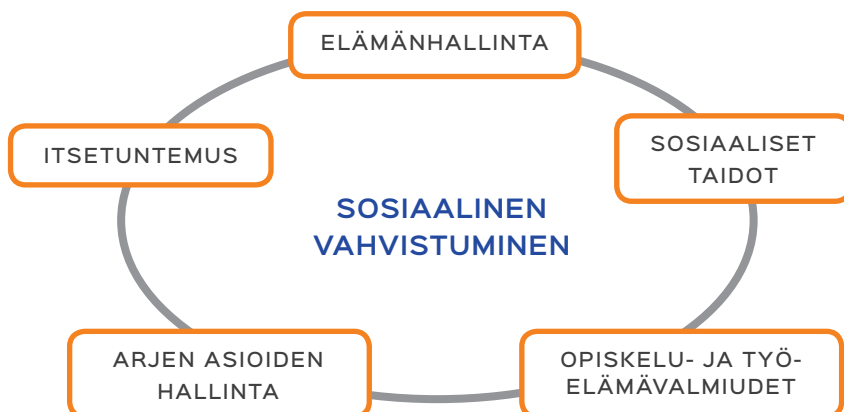 ELÄMÄNHALLINTA
ITSETUNTEMUS
SOSIAALISET
TAIDOT
SOSIAALINEN
VAHVISTUMINEN
ARJEN ASIOIDEN
HALLINTA
OPISKELU- JA TYÖ-
ELÄMÄVALMIUDET